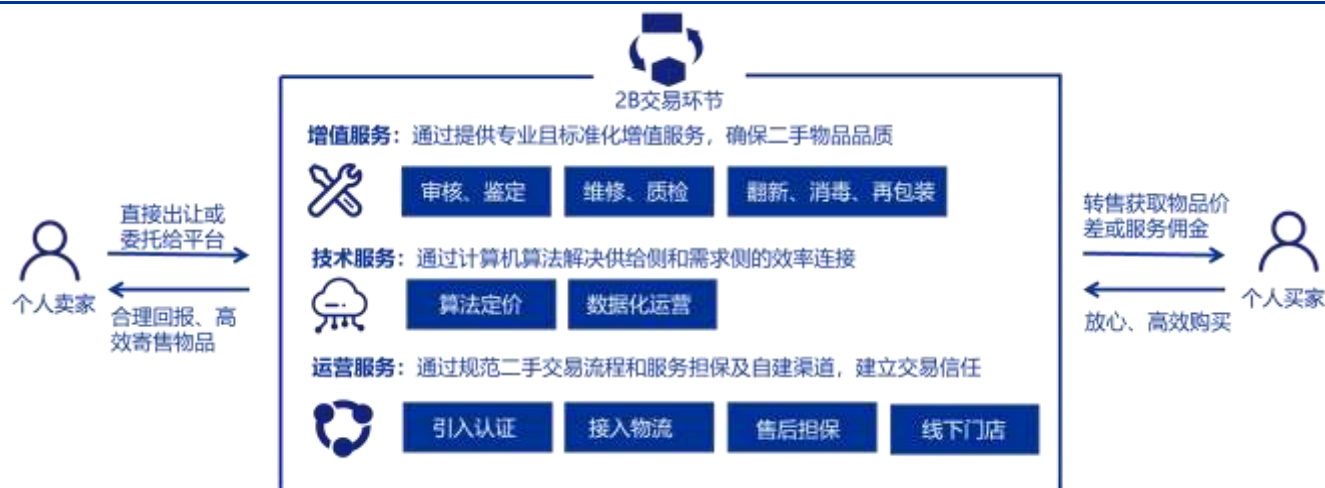 2B交易环节
增值服务：通过提供专业且标准化增值服务，确保二手物品品质
审核、鉴定
维修、质检
翻新、消毒、再包装
直接出让或
委托给平台
个人卖家
合理回报、高
效寄售物品
技术服务：通过计算机算法解决供给侧和需求侧的效率连接
算法定价
数据化运营
运营服务：通过规范二手交易流程和服务担保及自建渠道，建立交易信任
引入认证
接入物流
售后担保
线下门店
转售获取物品价
差或服务佣金
个人买家
放心、高效购买